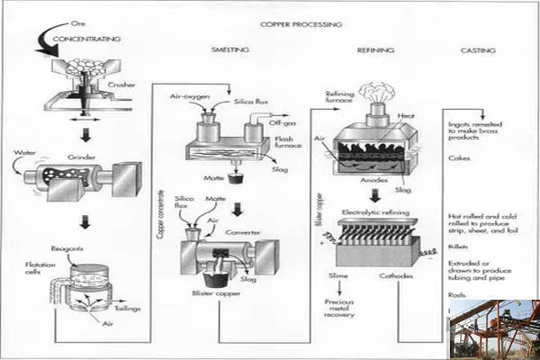 COPPER PROCESSING
Ore
CONCENTRATING
Crusher
Water
Grinder
Reagents
Flotation
cells
Tailings
Air
Copper concentrate
SMELTING
Air-oxygen
Silica flux
Off-gas
Flash
furnace
Slag
Matte
Silica
flux
Matte
Air
Converter
Slag
Blister copper
Blister copper
REFINING
Refining
furnace
Heat
Air
Slag
Anodes
Electrolytic refining
+
Slime
Cathodes
Precious
metal
recovery
CASTING
Ingots remelted
to make brass
products
Cakes
Hot rolled and cold
rolled to produce
strip, sheet, and foil
Billets
Extruded or
drawn to produce
tubing and pipe
Rods